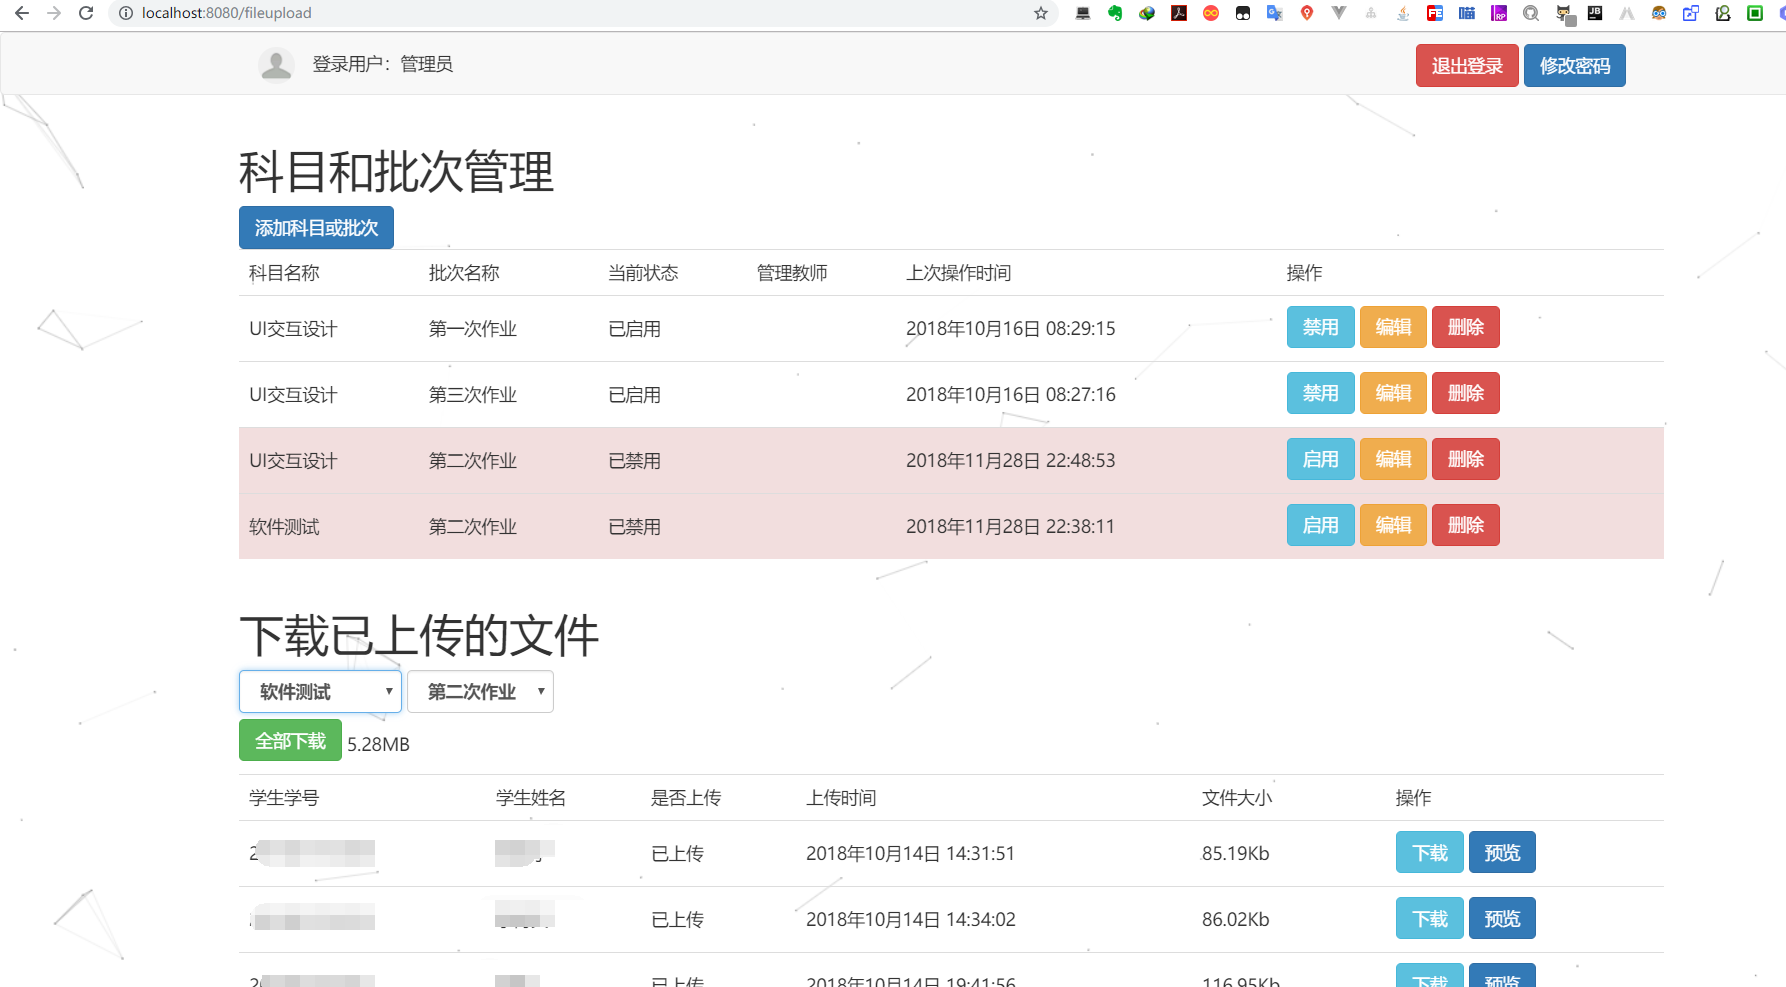 localhost:8080/fileupload
登录用户：管理员
退出登录 修改密码
科目和批次管理
添加科目或批次
科目名称 批次名称 当前状态 管理教师 上次操作时间 操作
UI交互设计 第一次作业 已启用 2018年10月16日 08:29:15 禁用 编辑 删除
UI交互设计 第三次作业 已启用 2018年10月16日 08:27:16 禁用 编辑 删除
UI交互设计 第二次作业 已禁用 2018年11月28日 22:48:53 启用 编辑 删除
软件测试 第二次作业 已禁用 2018年11月28日 22:38:11 启用 编辑 删除
下载已上传的文件
软件测试 第二次作业
全部下载 5.28MB
学生学号 学生姓名 是否上传 上传时间 文件大小 操作
已上传 2018年10月14日 14:31:51 85.19Kb 下载 预览
已上传 2018年10月14日 14:34:02 86.02Kb 下载 预览
已上传 2018年10月14日 19:41:56 116.95Kb 下载 预览